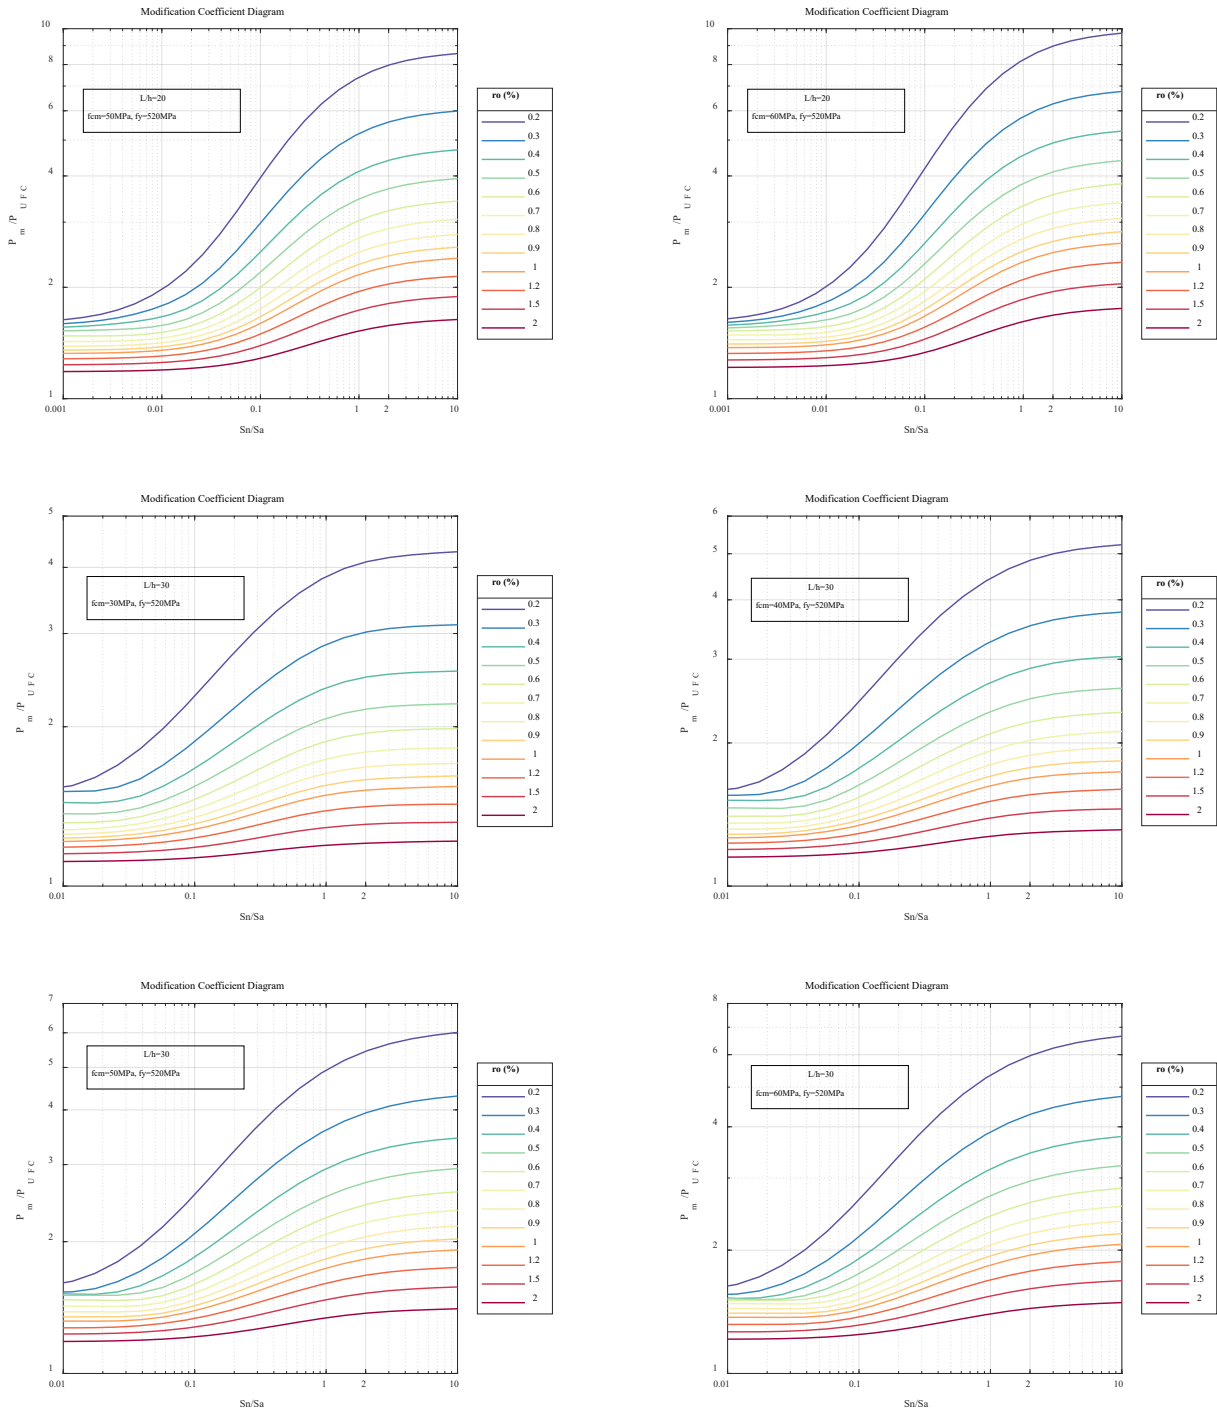 Modification Coefficient Diagram
10
8
6
4
2
1
P m /P U F C
L/h=20
fcm=50MPa, fy=520MPa
0.001 0.01 0.1 1 2 10
Sn/Sa
ro (%)
0.2
0.3
0.4
0.5
0.6
0.7
0.8
0.9
1
1.2
1.5
2
Modification Coefficient Diagram
10
8
6
4
2
1
P m /P U F C
L/h=20
fcm=60MPa, fy=520MPa
0.001 0.01 0.1 1 2 10
Sn/Sa
ro (%)
0.2
0.3
0.4
0.5
0.6
0.7
0.8
0.9
1
1.2
1.5
2
Modification Coefficient Diagram
5
4
3
2
1
P m /P U F C
L/h=30
fcm=30MPa, fy=520MPa
0.01 0.1 1 2 10
Sn/Sa
ro (%)
0.2
0.3
0.4
0.5
0.6
0.7
0.8
0.9
1
1.2
1.5
2
Modification Coefficient Diagram
6
5
4
3
2
1
P m /P U F C
L/h=30
fcm=40MPa, fy=520MPa
0.01 0.1 1 2 10
Sn/Sa
ro (%)
0.2
0.3
0.4
0.5
0.6
0.7
0.8
0.9
1
1.2
1.5
2
Modification Coefficient Diagram
7
6
5
4
3
2
1
P m /P U F C
L/h=30
fcm=50MPa, fy=520MPa
0.01 0.1 1 2 10
Sn/Sa
ro (%)
0.2
0.3
0.4
0.5
0.6
0.7
0.8
0.9
1
1.2
1.5
2
Modification Coefficient Diagram
8
6
4
2
1
P m /P U F C
L/h=30
fcm=60MPa, fy=520MPa
0.01 0.1 1 2 10
Sn/Sa
ro (%)
0.2
0.3
0.4
0.5
0.6
0.7
0.8
0.9
1
1.2
1.5
2